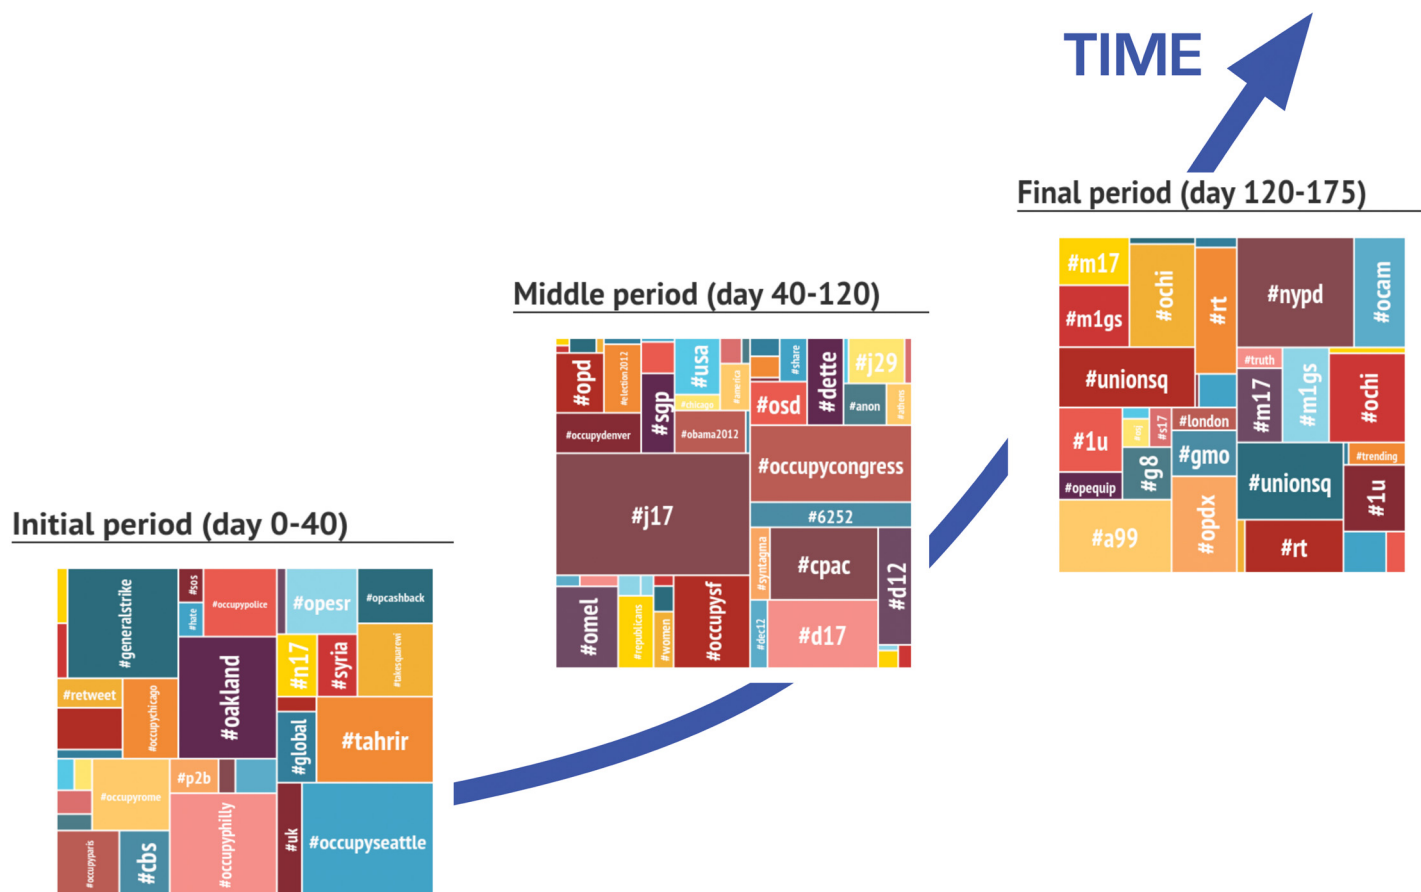 TIME
Initial period (day 0-40)
#generalstrike
#sos
#hate
#occupypolice
#opesr
#opcashback
#n17
#syria
#takesquarewi
#retweet
#occupychicago
#oakland
#global
#tahrir
#p2b
#occupyrome
#occupyparis
#cbs
#occupyphilly
#uk
#occupyseattle
Middle period (day 40-120)
#opd
#election2012
#sgp
#usa
#chicago
#america
#share
#dette
#j29
#osd
#anon
#athens
#occupydenver
#obama2012
#occupycongress
#j17
#6252
#syntagma
#cpac
#d12
#omel
#republicans
#women
#occupysf
#dec12
#d17
Final period (day 120-175)
#m17
#ochi
#rt
#nypd
#ocam
#m1gs
#unionsq
#truth
#m17
#m1gs
#ochi
#1u
#nj
#s17
#london
#gmo
#g8
#opequip
#a99
#opdx
#unionsq
#trending
#1u
#rt